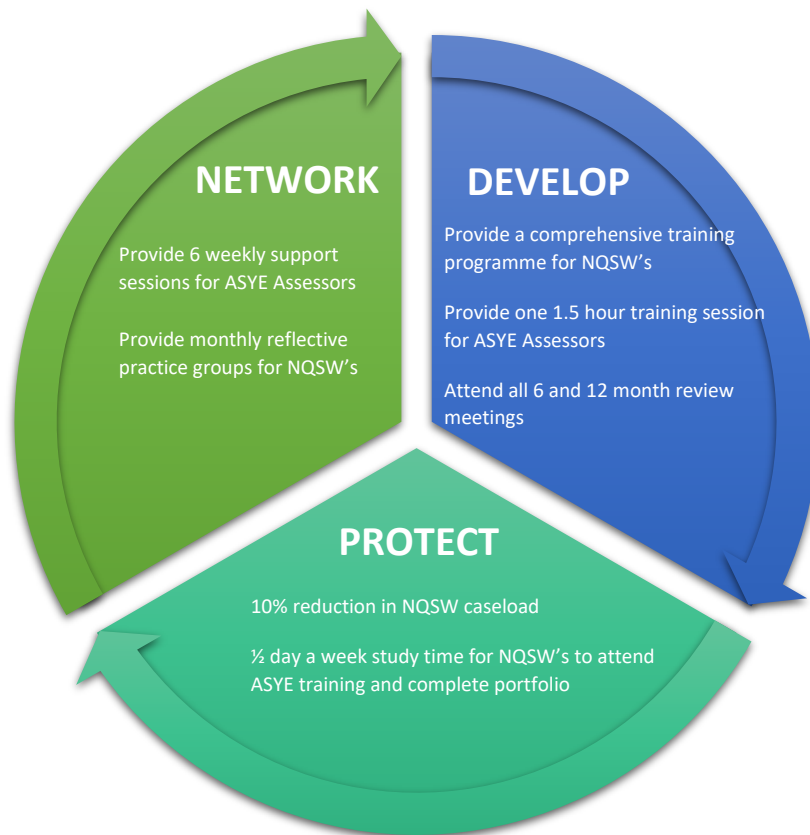 NETWORK
Provide 6 weekly support
sessions for ASYE Assessors
Provide monthly reflective
practice groups for NQSW’s
DEVELOP
Provide a comprehensive training
programme for NQSW’s
Provide one 1.5 hour training session
for ASYE Assessors
Attend all 6 and 12 month review
meetings
PROTECT
10% reduction in NQSW caseload
½ day a week study time for NQSW’s to attend
ASYE training and complete portfolio